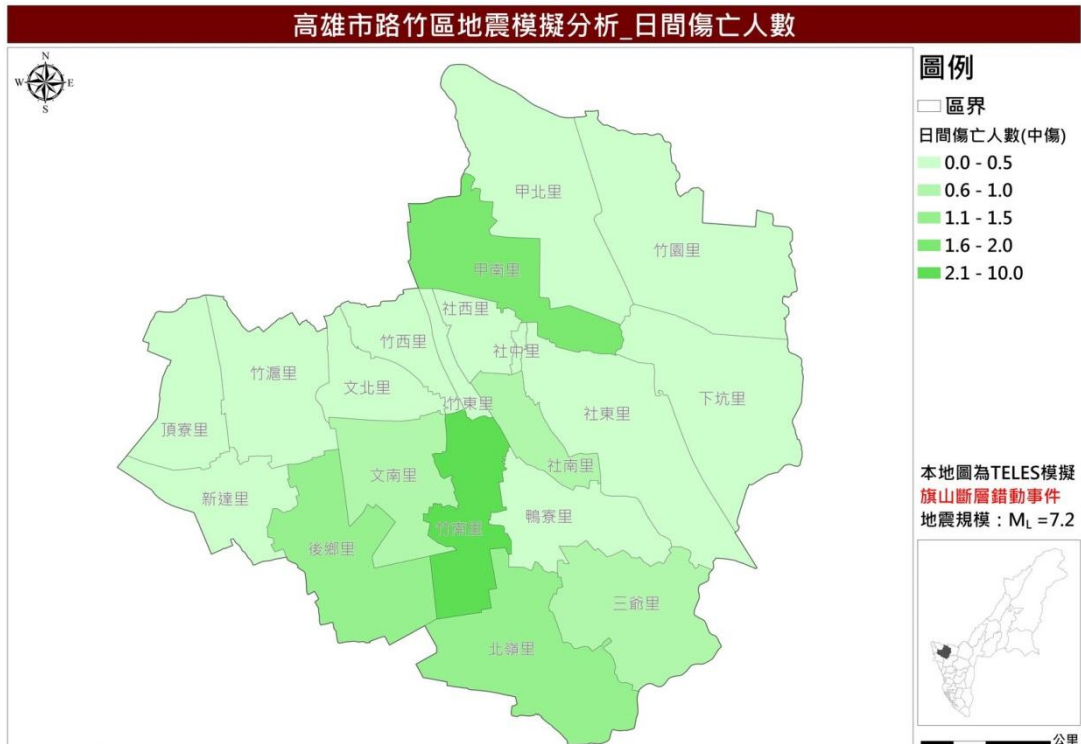 高雄市路竹區地震模擬分析_日間傷亡人數
N
W
E
S
圖例
區界
日間傷亡人數(中傷)
0.0 - 0.5
0.6 - 1.0
1.1 - 1.5
1.6 - 2.0
2.1 - 10.0
甲北里
竹園里
甲南里
社西里
竹西里
社中里
竹滬里
文北里
竹東里
社東里
下坑里
頂寮里
文南里
社南里
新達里
鴨寮里
竹南里
後鄉里
三爺里
北嶺里
本地圖為TELES模擬
旗山斷層錯動事件
地震規模：ML =7.2
公里